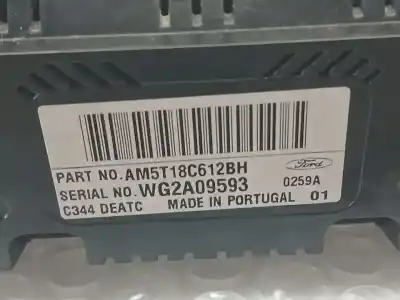 PART NO.AM5T18C612BH
Ford
SERIAL NO.WG2A09593
0259A
C344 DEATC MADE IN PORTUGAL 01